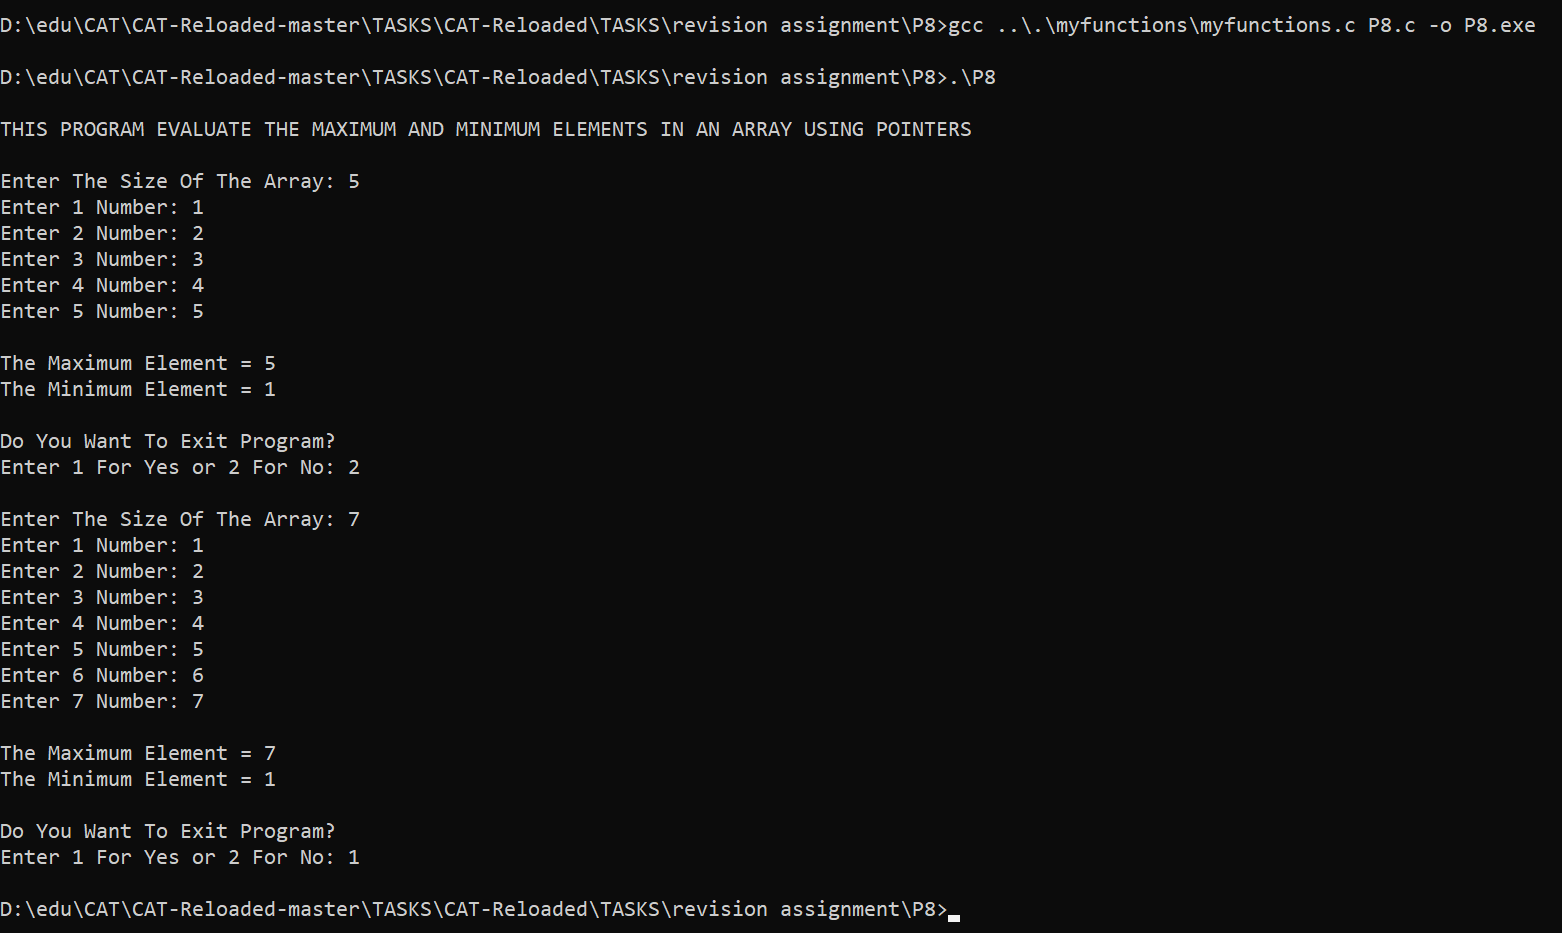 D:\edu\CAT\CAT-Reloaded-master\TASKS\CAT-Reloaded\TASKS\revision assignment\P8>gcc ..\.\myfunctions\myfunctions.c P8.c -o P8.exe
D:\edu\CAT\CAT-Reloaded-master\TASKS\CAT-Reloaded\TASKS\revision assignment\P8>.\P8
THIS PROGRAM EVALUATE THE MAXIMUM AND MINIMUM ELEMENTS IN AN ARRAY USING POINTERS
Enter The Size Of The Array: 5
Enter 1 Number: 1
Enter 2 Number: 2
Enter 3 Number: 3
Enter 4 Number: 4
Enter 5 Number: 5
The Maximum Element = 5
The Minimum Element = 1
Do You Want To Exit Program?
Enter 1 For Yes or 2 For No: 2
Enter The Size Of The Array: 7
Enter 1 Number: 1
Enter 2 Number: 2
Enter 3 Number: 3
Enter 4 Number: 4
Enter 5 Number: 5
Enter 6 Number: 6
Enter 7 Number: 7
The Maximum Element = 7
The Minimum Element = 1
Do You Want To Exit Program?
Enter 1 For Yes or 2 For No: 1
D:\edu\CAT\CAT-Reloaded-master\TASKS\CAT-Reloaded\TASKS\revision assignment\P8>